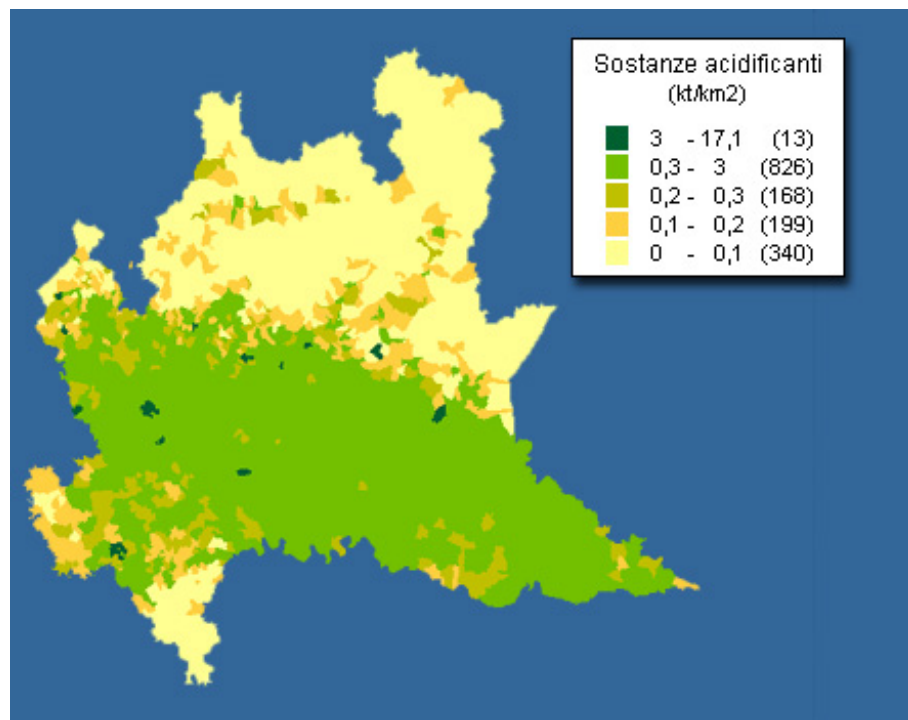 Sostanze acidificanti
(kt/km2)
3 - 17,1 (13)
0,3 - 3 (826)
0,2 - 0,3 (168)
0,1 - 0,2 (199)
0 - 0,1 (340)